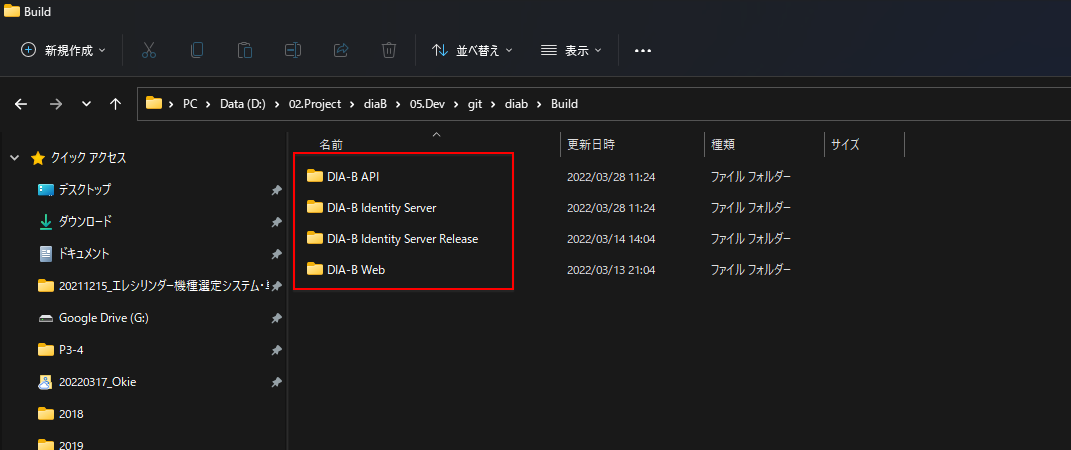 Build
新規作成
並べ替え
表示
PC
Data (D:)
02.Project
diaB
05.Dev
git
diab
Build
名前
更新日時
種類
サイズ
クイック アクセス
デスクトップ
ダウンロード
ドキュメント
20211215_エレシリンダー機種選定システム・
Google Drive (G:)
P3-4
20220317_Okie
2018
2019
DIA-B API
2022/03/28 11:24
ファイル フォルダー
DIA-B Identity Server
2022/03/28 11:24
ファイル フォルダー
DIA-B Identity Server Release
2022/03/14 14:04
ファイル フォルダー
DIA-B Web
2022/03/13 21:04
ファイル フォルダー